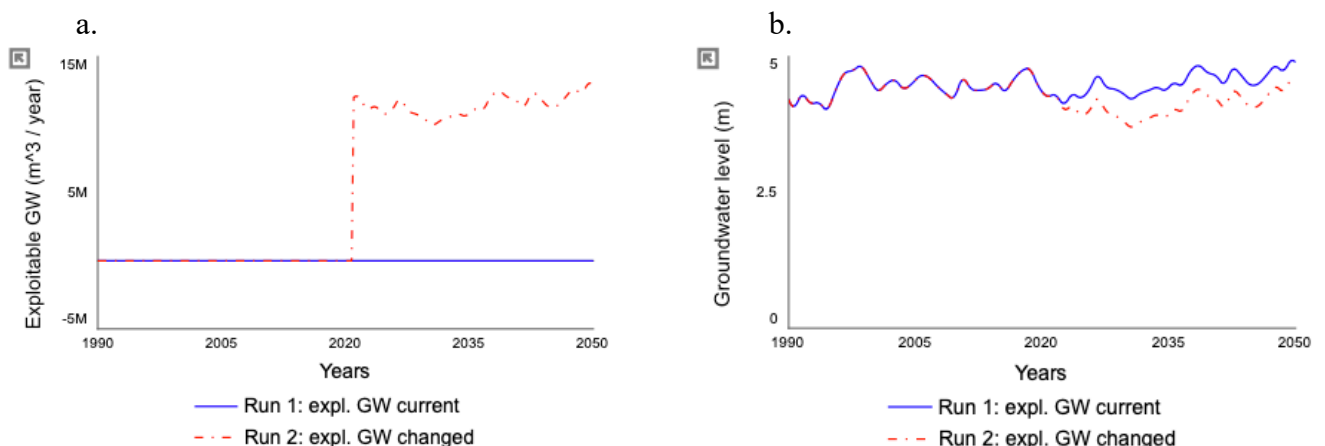 a.
Exploitable GW (m^3 / year)
15M
5M
-5M
1990 2005 2020 2035 2050
Years
Run 1: expl. GW current
Run 2: expl. GW changed
b.
Groundwater level (m)
5
2.5
0
1990 2005 2020 2035 2050
Years
Run 1: expl. GW current
Run 2: expl. GW changed